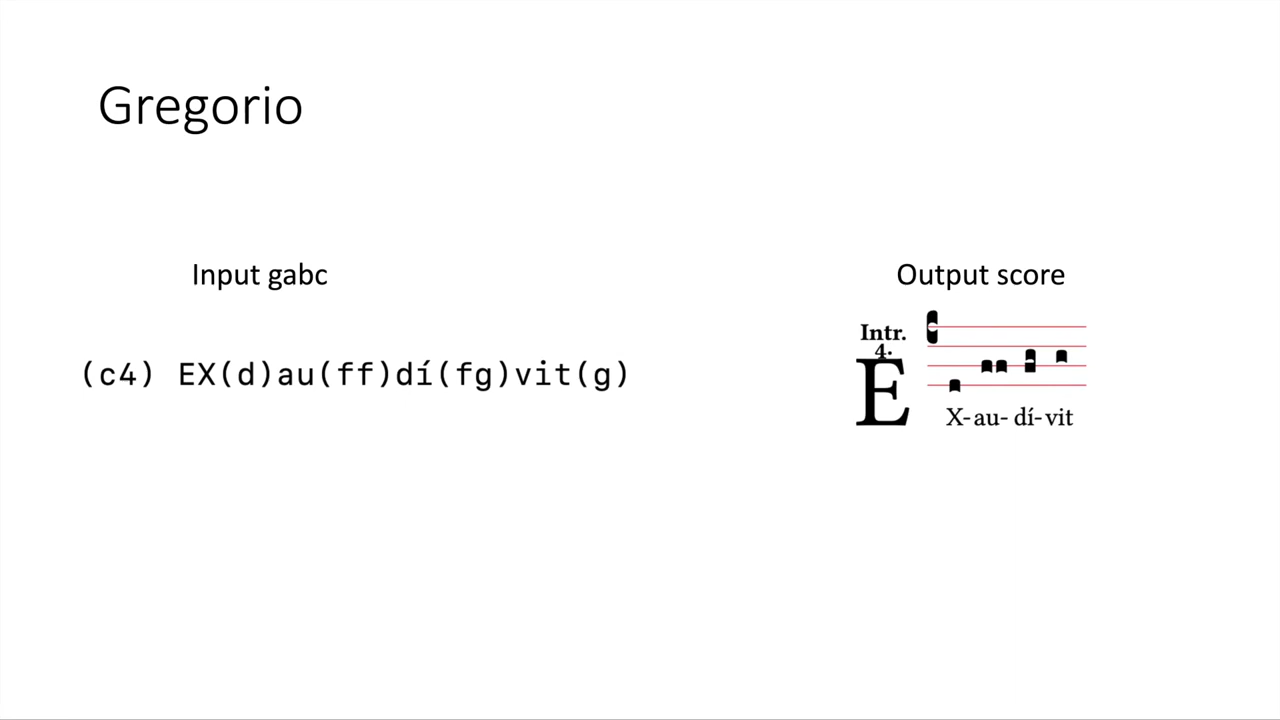 Gregorio
Input gabc
(c4) EX(d)au(ff)dí(fg)vit(g)
Output score
Intr.
4.
E
X- au- dí- vit